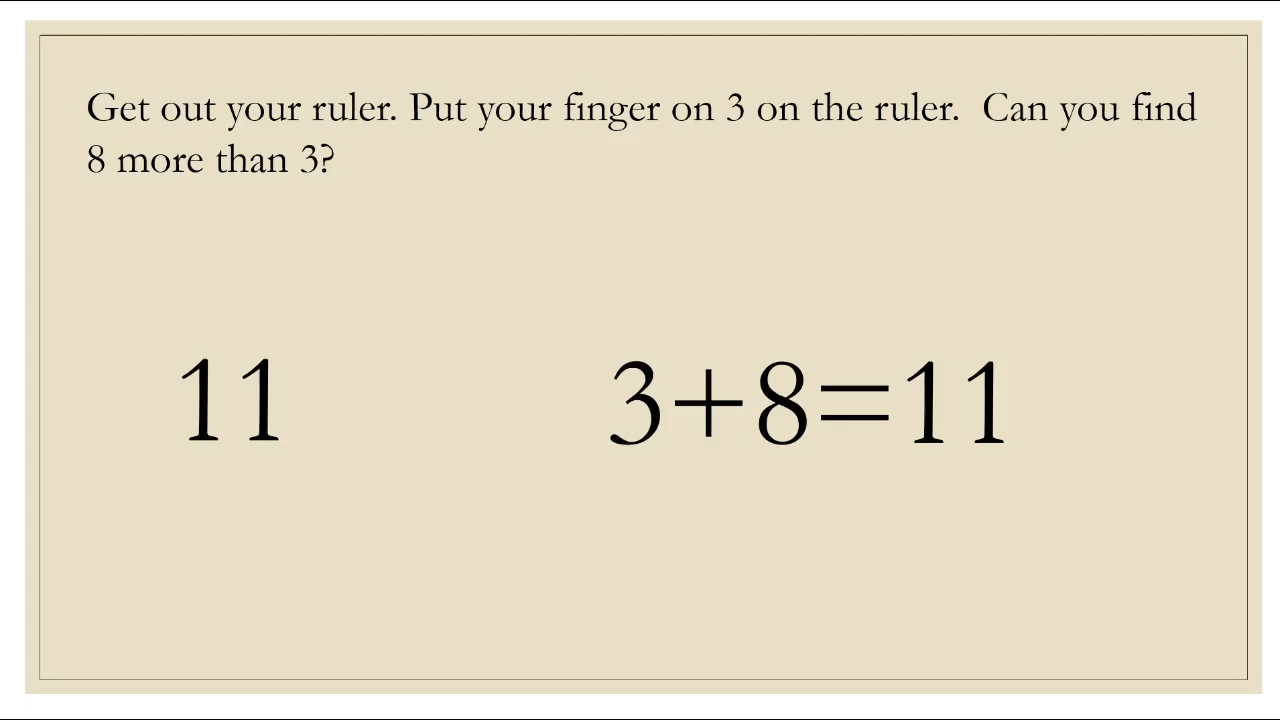 Get out your ruler. Put your finger on 3 on the ruler.  Can you find
8 more than 3?
11
3+8=11